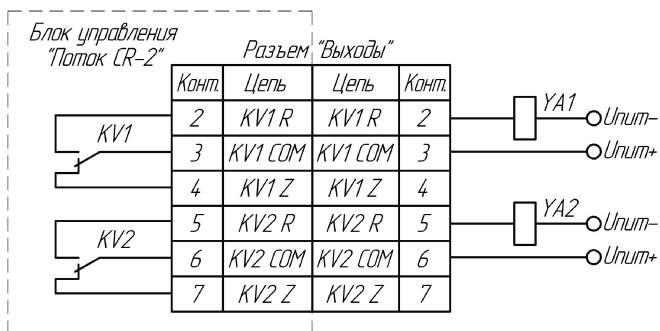 Блок управления
"Поток CR-2"
Разъем "Выходы"
Конт. Цепь Цепь Конт.
2 KV1 R KV1 R 2
3 KV1 COM KV1 COM 3
4 KV1 Z KV1 Z 4
5 KV2 R KV2 R 5
6 KV2 COM KV2 COM 6
7 KV2 Z KV2 Z 7
KV1
KV2
YA1
Uпит-
Uпит+
YA2
Uпит-
Uпит+